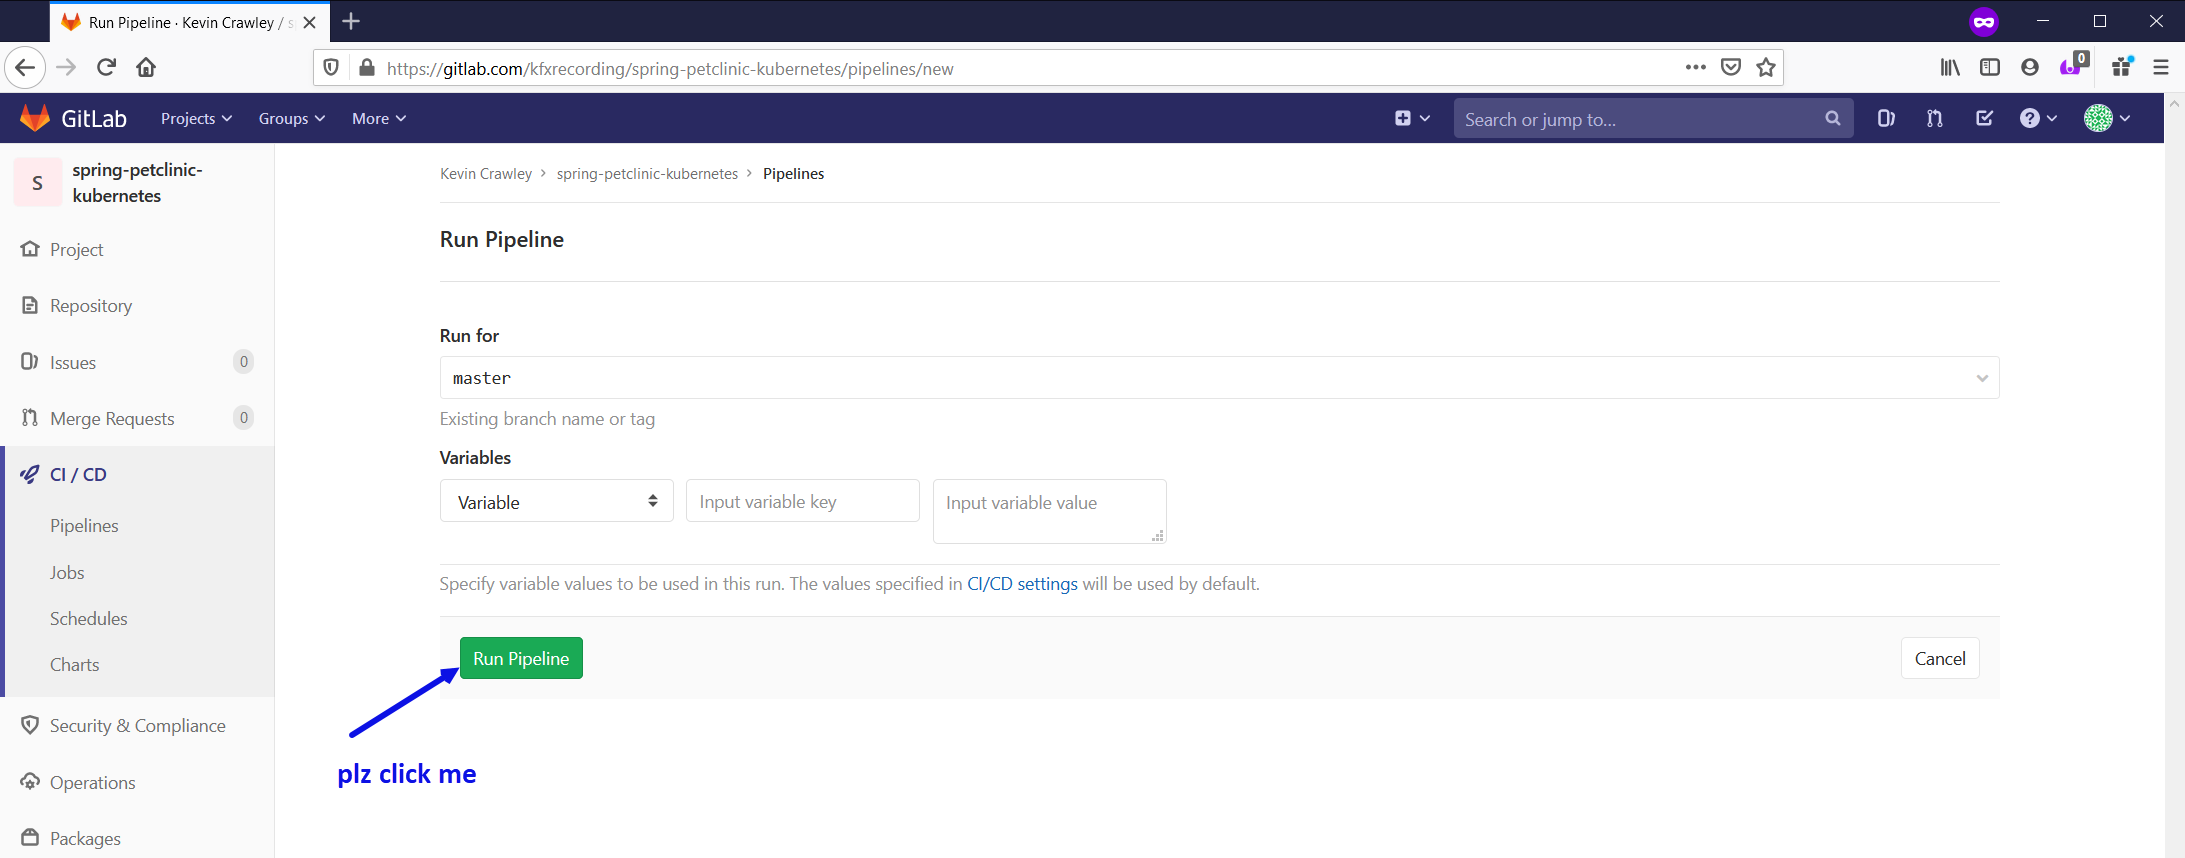 Run Pipeline · Kevin Crawley / s
https://gitlab.com/kfxrecording/spring-petclinic-kubernetes/pipelines/new
0
GitLab
Projects
Groups
More
Search or jump to...
S
spring-petclinic-
kubernetes
Project
Repository
Issues 0
Merge Requests 0
CI / CD
Pipelines
Jobs
Schedules
Charts
Security & Compliance
Operations
Packages
Kevin Crawley › spring-petclinic-kubernetes › Pipelines
Run Pipeline
Run for
master
Existing branch name or tag
Variables
Variable
Input variable key
Input variable value
Specify variable values to be used in this run. The values specified in CI/CD settings will be used by default.
Run Pipeline
Cancel
plz click me